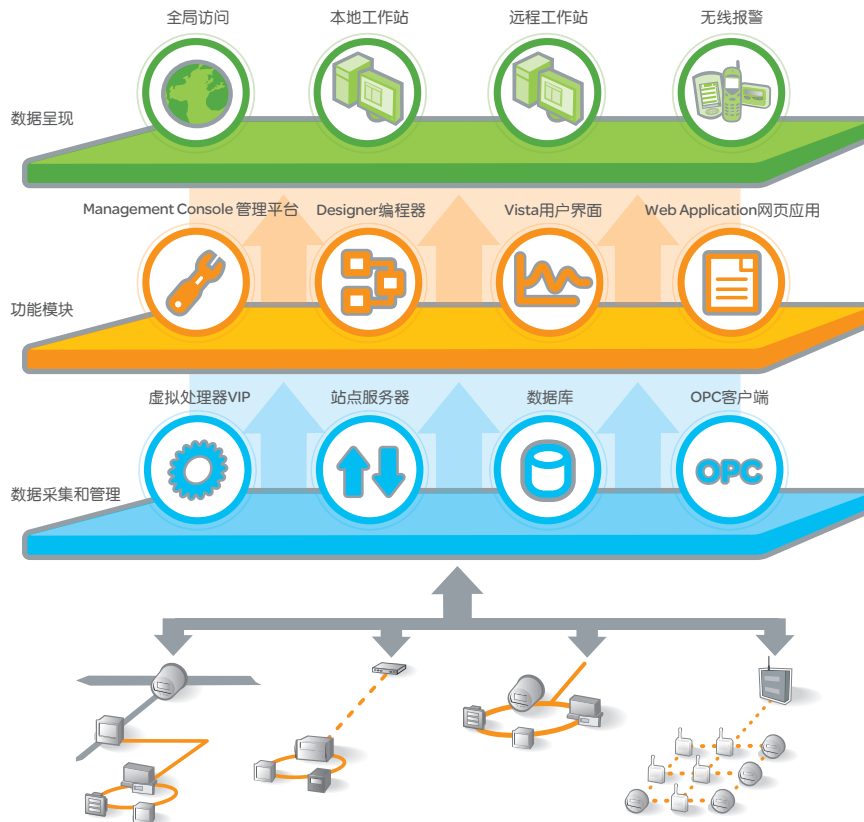 全局访问
本地工作站
远程工作站
无线报警
数据呈现
Management Console 管理平台
Designer编程器
Vista用户界面
Web Application网页应用
功能模块
虚拟处理器VIP
站点服务器
数据库
OPC客户端
OPC
数据采集和管理